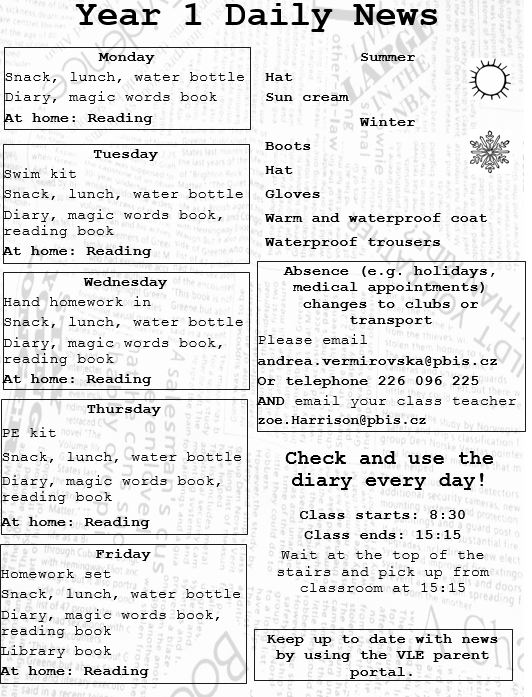 Year 1 Daily News
Monday
Snack, lunch, water bottle
Diary, magic words book
At home: Reading
Tuesday
Swim kit
Snack, lunch, water bottle
Diary, magic words book,
reading book
At home: Reading
Wednesday
Hand homework in
Snack, lunch, water bottle
Diary, magic words book,
reading book
At home: Reading
Thursday
PE kit
Snack, lunch, water bottle
Diary, magic words book,
reading book
At home: Reading
Friday
Homework set
Snack, lunch, water bottle
Diary, magic words book,
reading book
Library book
At home: Reading
Summer
Hat
Sun cream
Winter
Boots
Hat
Gloves
Warm and waterproof coat
Waterproof trousers
Absence (e.g. holidays,
medical appointments)
changes to clubs or
transport
Please email
andrea.vermirovska@pbis.cz
Or telephone 226 096 225
AND email your class teacher
zoe.Harrison@pbis.cz
Check and use the
diary every day!
Class starts: 8:30
Class ends: 15:15
Wait at the top of the
stairs and pick up from
classroom at 15:15
Keep up to date with news
by using the VLE parent
portal.